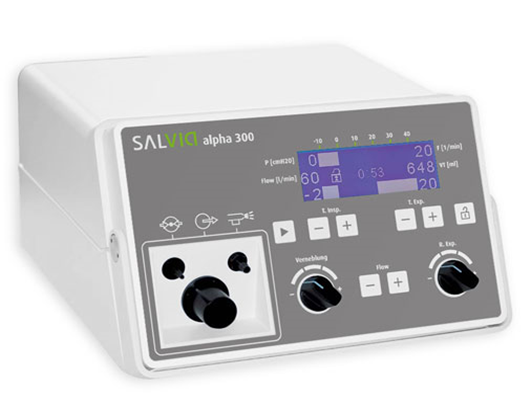 SALVIA alpha 300
-10 0 10 20 30 40
P [cmH2O] 0 20 f [1/min]
648 Vt [ml]
Flow [l/min] 60 0:53
-2 20
T. Insp. T. Exp.
− + − +
Verneblung Flow R. Exp.
− + − + − +